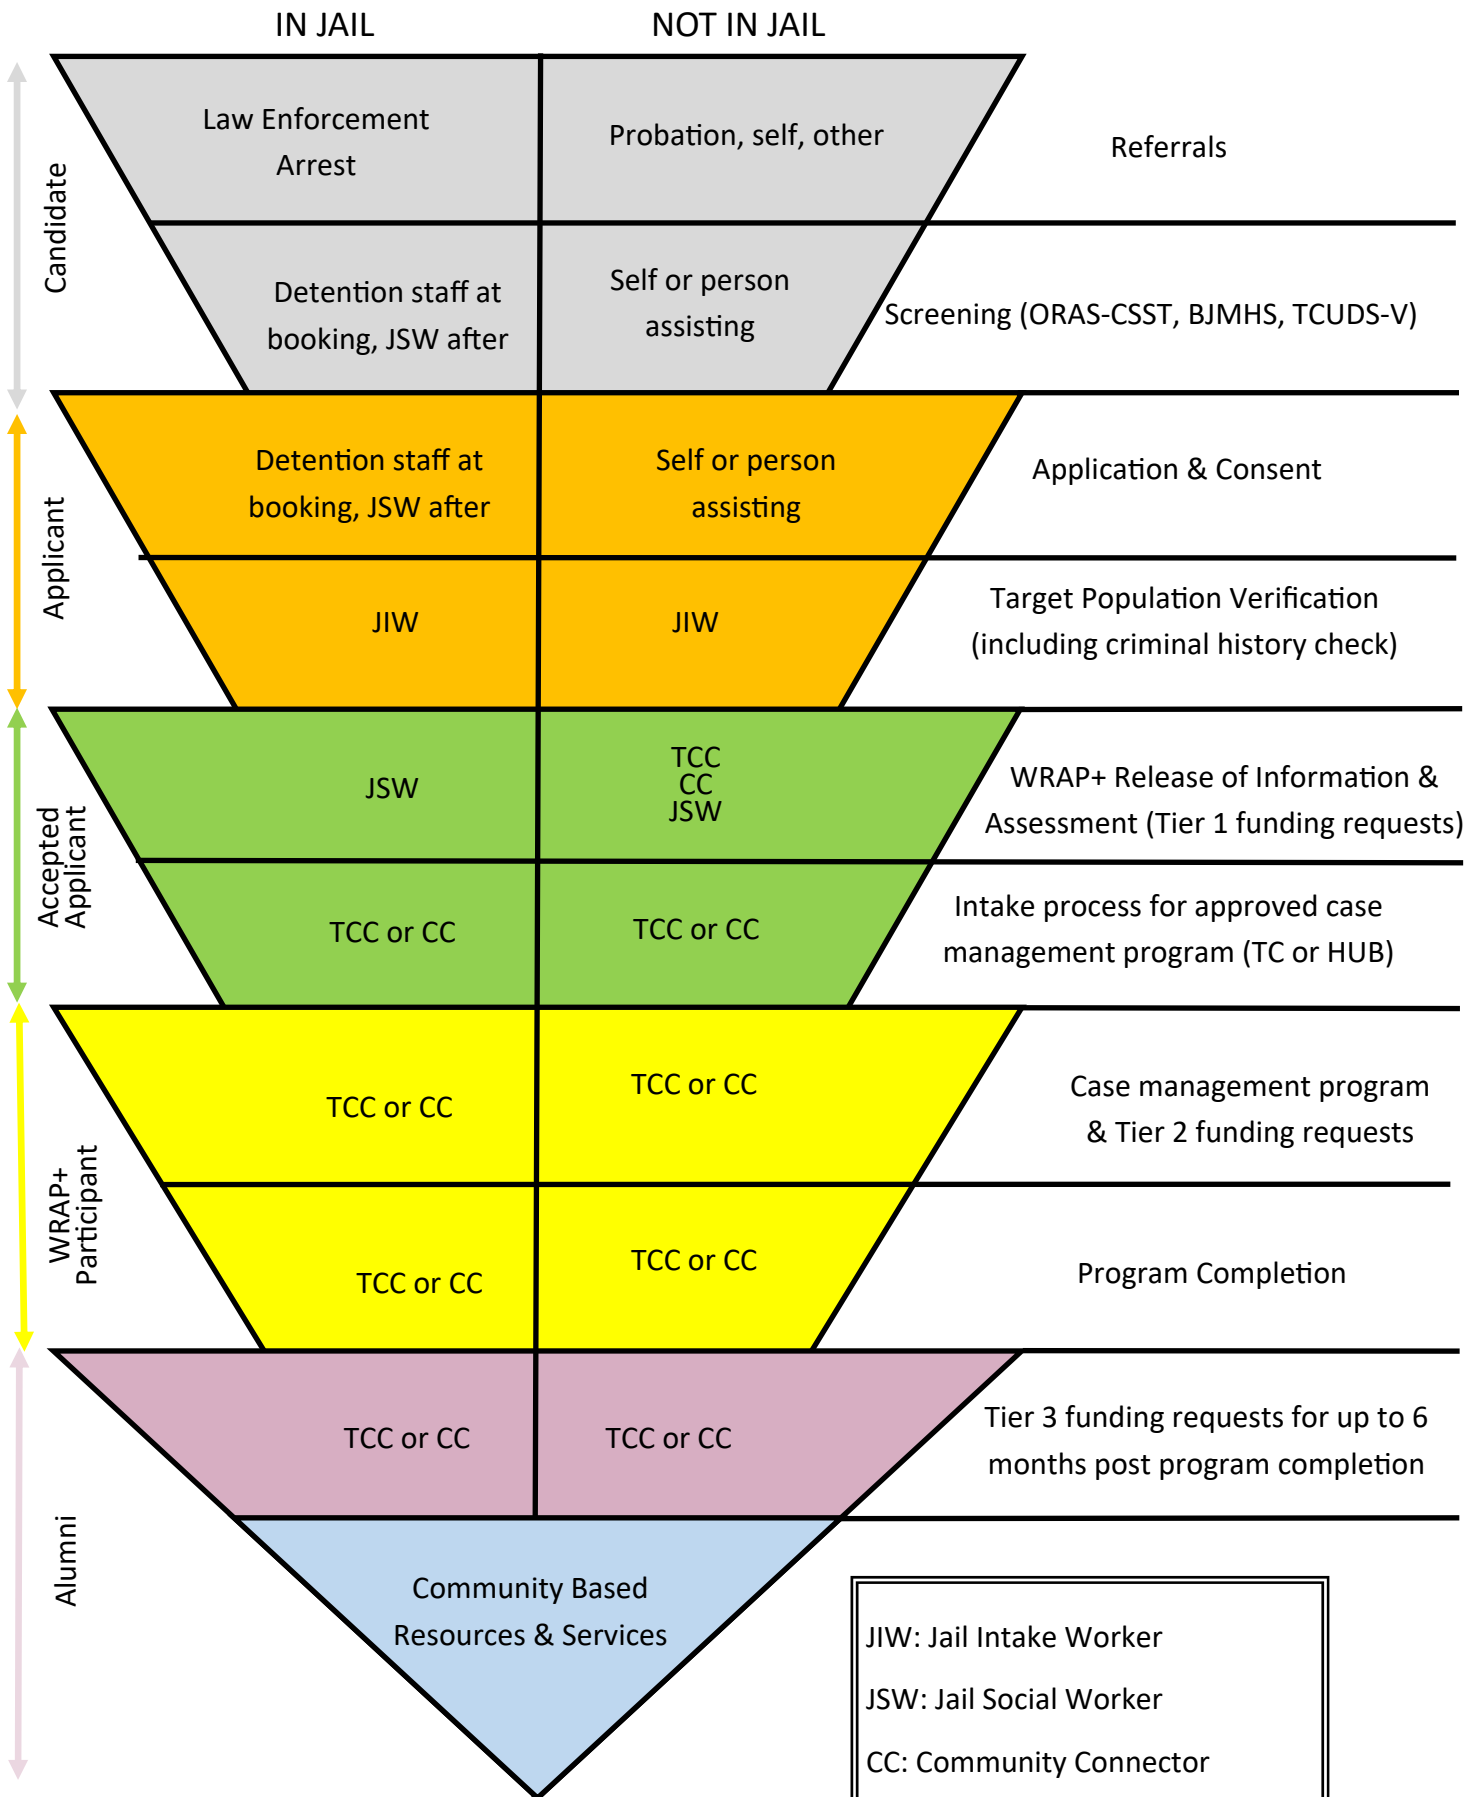 IN JAIL
NOT IN JAIL
Candidate
Law Enforcement
Arrest
Probation, self, other
Referrals
Detention staff at
booking, JSW after
Self or person
assisting
Screening (ORAS-CSST, BJMHS, TCUDS-V)
Applicant
Detention staff at
booking, JSW after
Self or person
assisting
Application & Consent
JIW
JIW
Target Population Verification
(including criminal history check)
Accepted
Applicant
JSW
TCC
CC
JSW
WRAP+ Release of Information &
Assessment (Tier 1 funding requests)
TCC or CC
TCC or CC
Intake process for approved case
management program (TC or HUB)
WRAP+
Participant
TCC or CC
TCC or CC
Case management program
& Tier 2 funding requests
TCC or CC
TCC or CC
Program Completion
Alumni
TCC or CC
TCC or CC
Tier 3 funding requests for up to 6
months post program completion
Community Based
Resources & Services
JIW: Jail Intake Worker
JSW: Jail Social Worker
CC: Community Connector